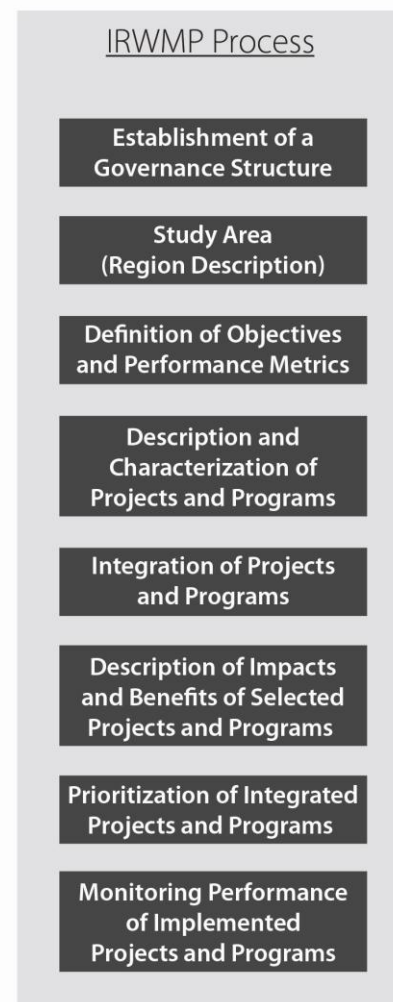 IRWMP Process
Establishment of a
Governance Structure
Study Area
(Region Description)
Definition of Objectives
and Performance Metrics
Description and
Characterization of
Projects and Programs
Integration of Projects
and Programs
Description of Impacts
and Benefits of Selected
Projects and Programs
Prioritization of Integrated
Projects and Programs
Monitoring Performance
of Implemented
Projects and Programs